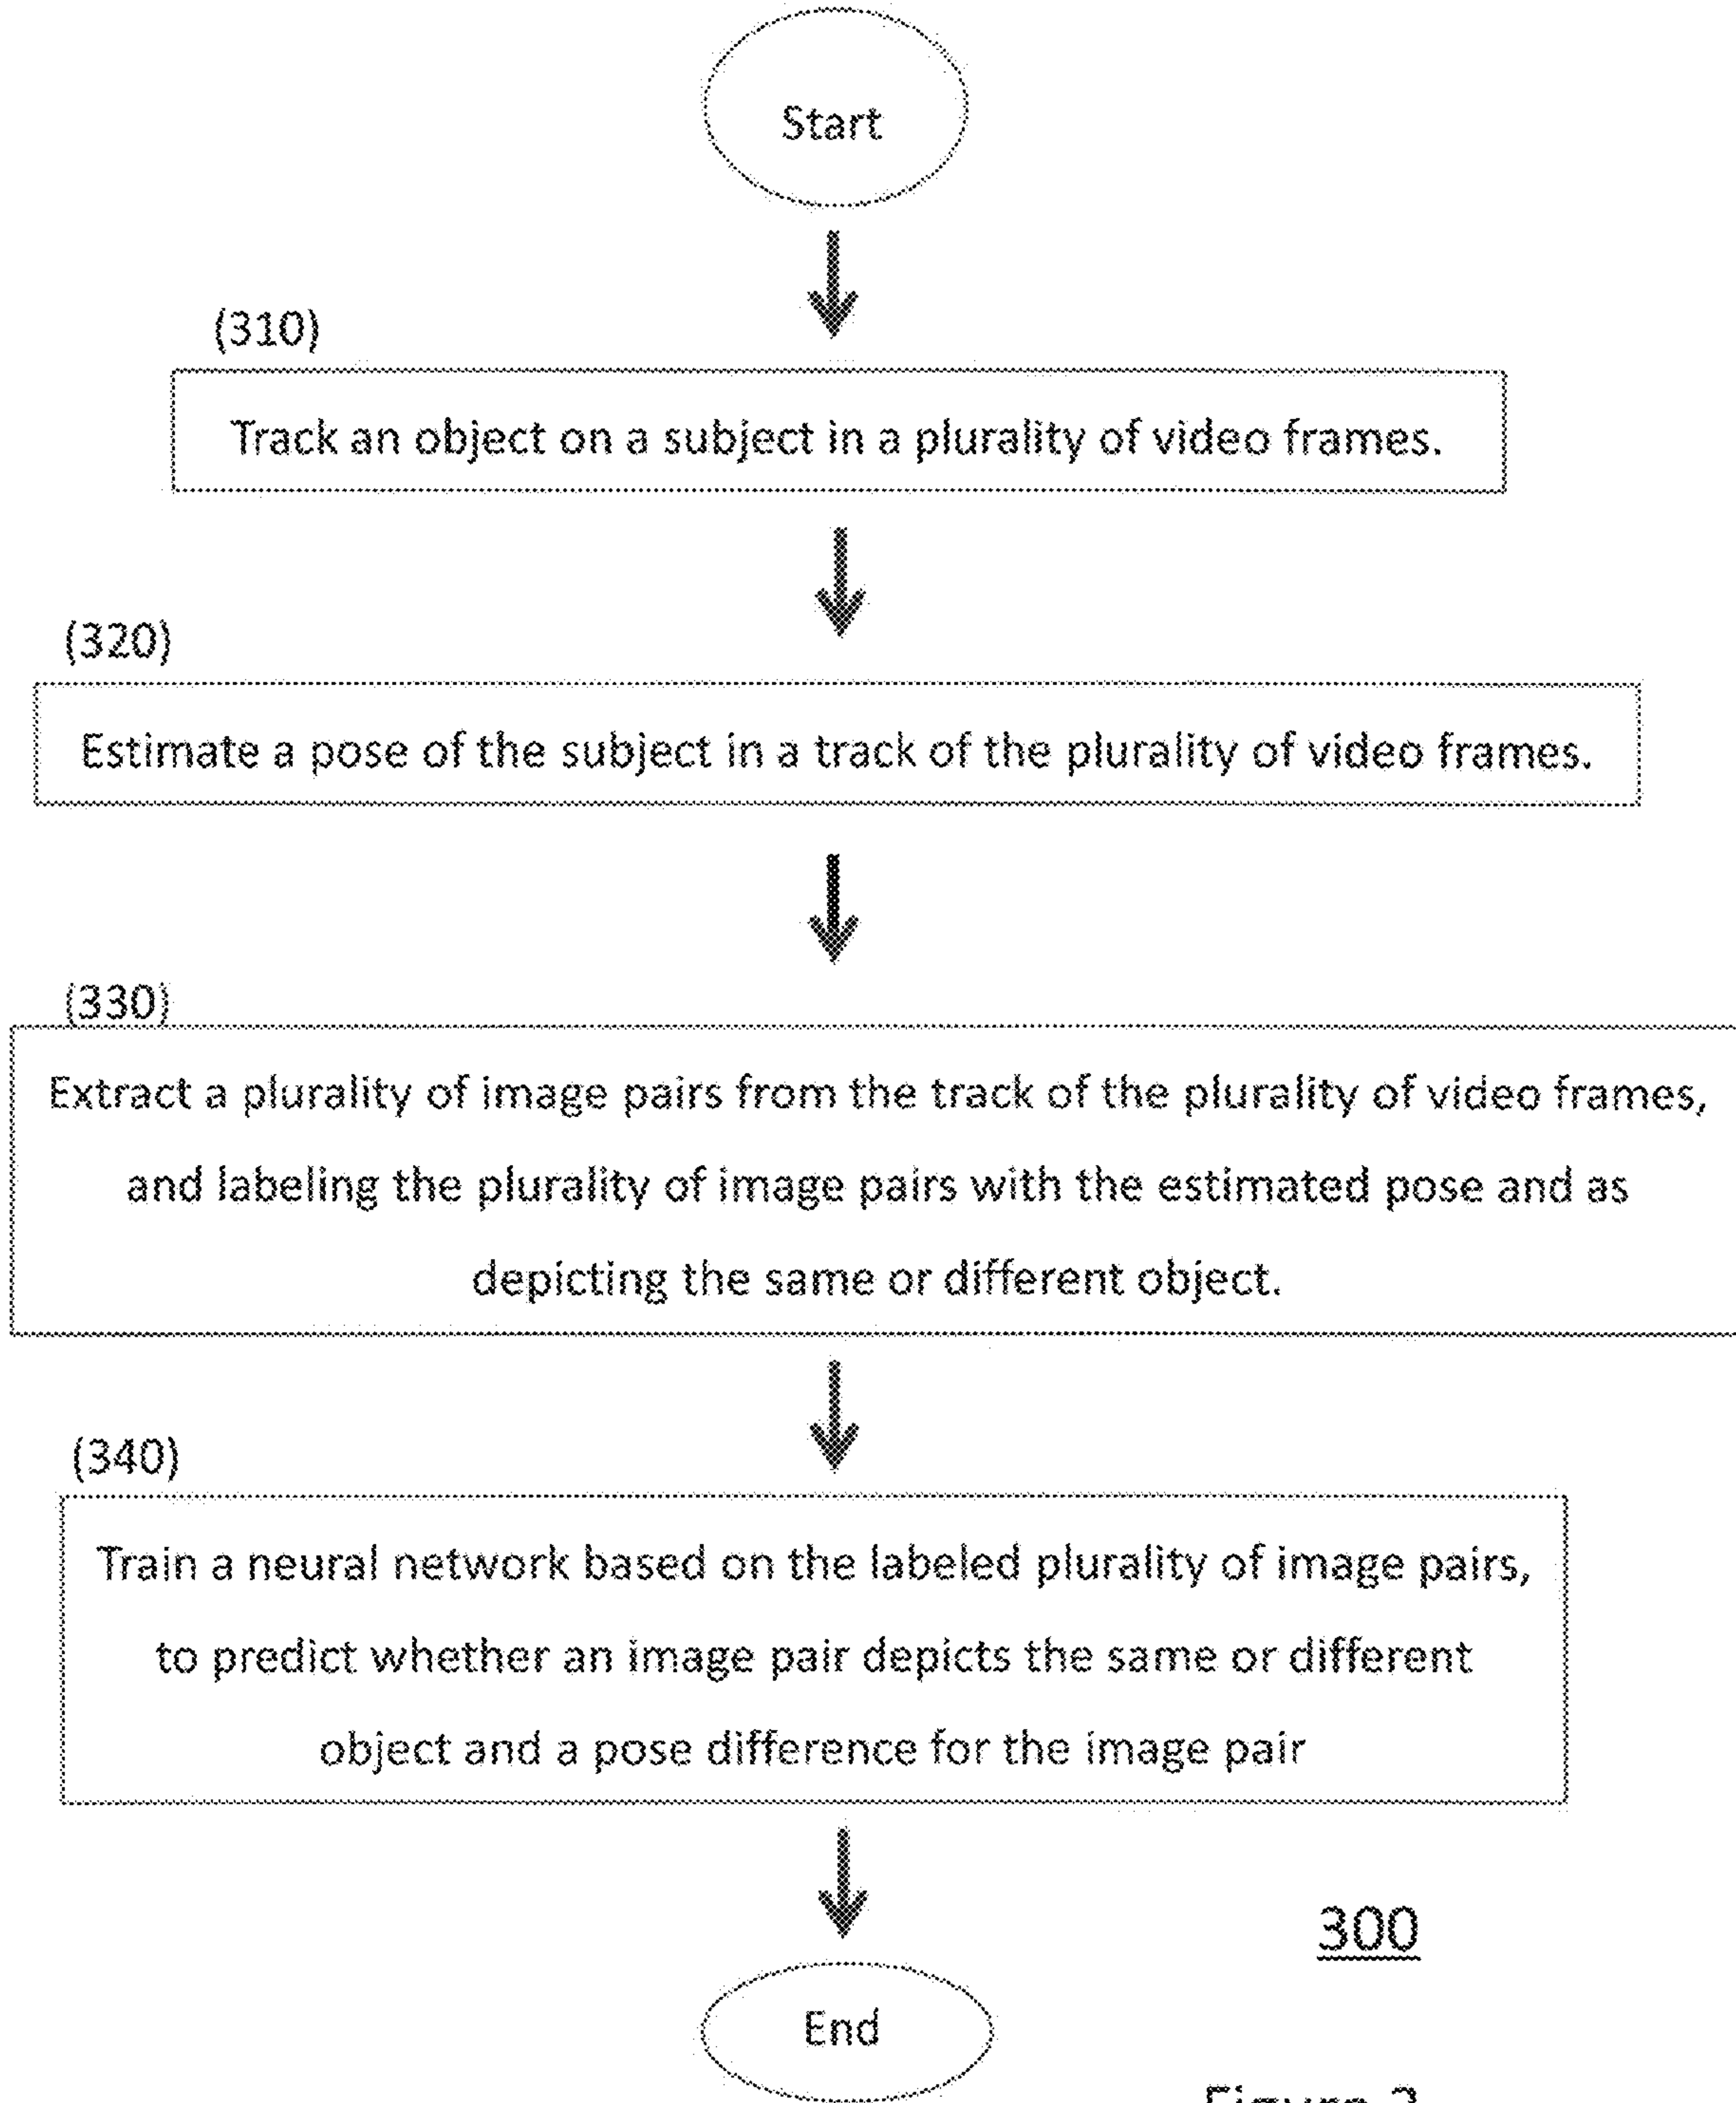 Start
(310)
Track an object on a subject in a plurality of video frames.
(320)
Estimate a pose of the subject in a track of the plurality of video frames.
(330)
Extract a plurality of image pairs from the track of the plurality of video frames,
and labeling the plurality of image pairs with the estimated pose and as
depicting the same or different object.
(340)
Train a neural network based on the labeled plurality of image pairs,
to predict whether an image pair depicts the same or different
object and a pose difference for the image pair
300
End
Figure